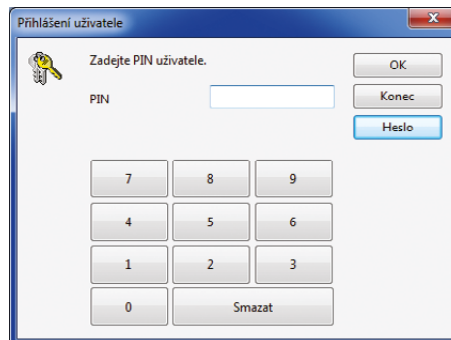 Přihlášení uživatele
X
Zadejte PIN uživatele.
OK
PIN
Konec
Heslo
7 8 9
4 5 6
1 2 3
0 Smazat